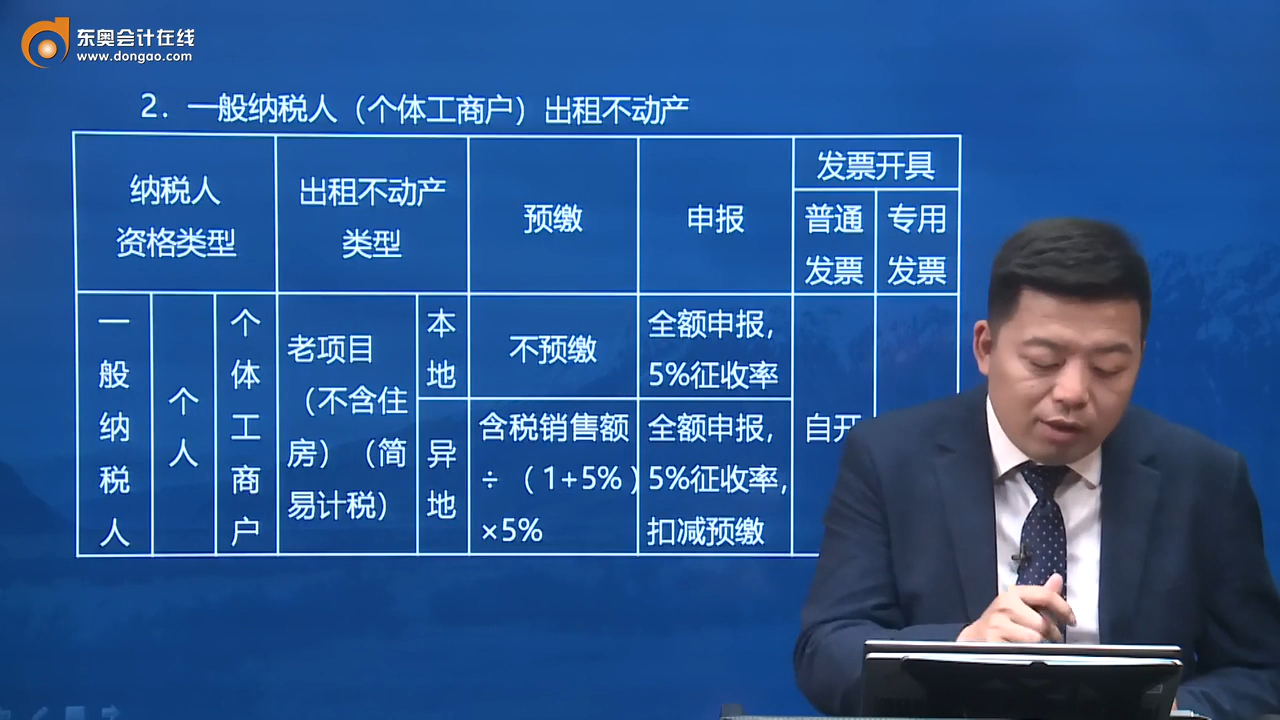 东奥会计在线
www.dongao.com
2. 一般纳税人（个体工商户）出租不动产
纳税人
资格类型
出租不动产
类型
预缴
申报
发票开具
普通
发票
专用
发票
一
般
纳
税
人
个
人
个
体
工
商
户
老项目
（不含住
房）（简
易计税）
本
地
不预缴
全额申报，
5%征收率
异
地
含税销售额
÷（1+5%）
×5%
全额申报，
5%征收率，
扣减预缴
自开